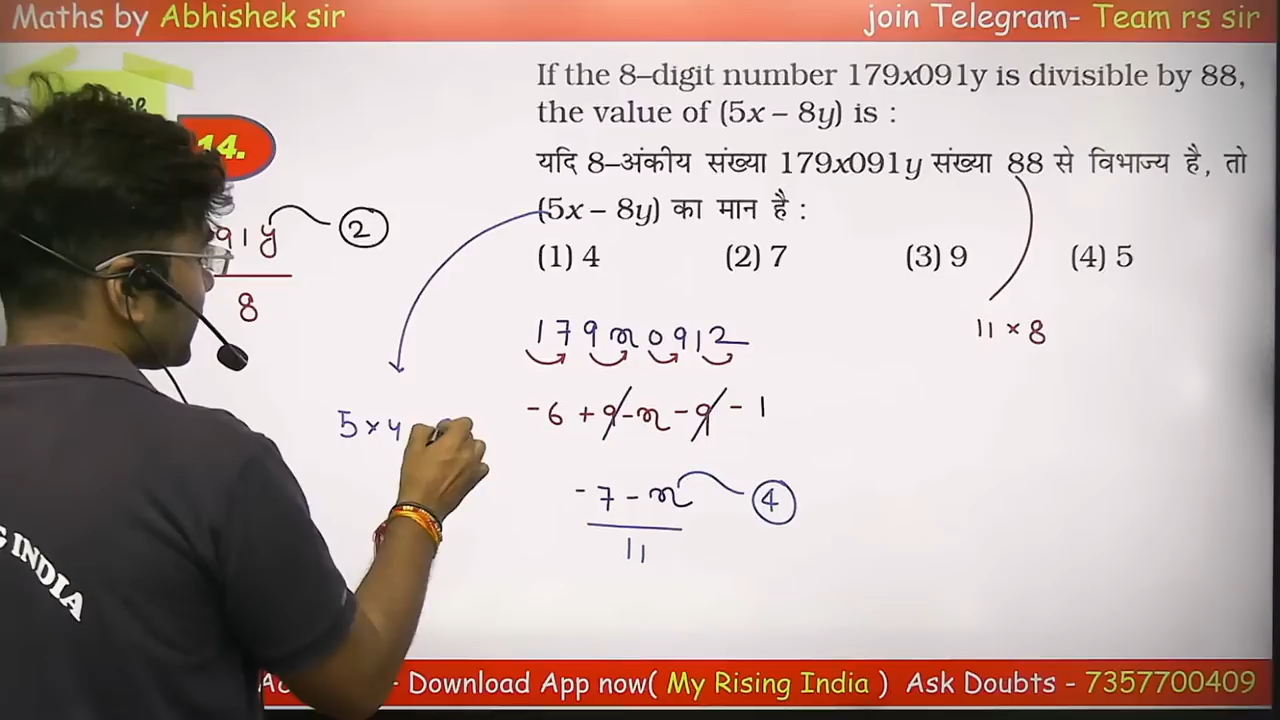 Maths by Abhishek sir
join Telegram- Team rs sir
14.
If the 8–digit number 179x091y is divisible by 88,
the value of (5x – 8y) is :
यदि 8–अंकीय संख्या 179x091y संख्या 88 से विभाज्य है, तो
(5x – 8y) का मान है :
(1) 4 (2) 7 (3) 9 (4) 5
91y 2
8
11 × 8
179x0912
-6 + 9 - x - 9 - 1
5 × 4
-7 - x 4
11
G INDIA
- Download App now( My Rising India ) Ask Doubts - 7357700409